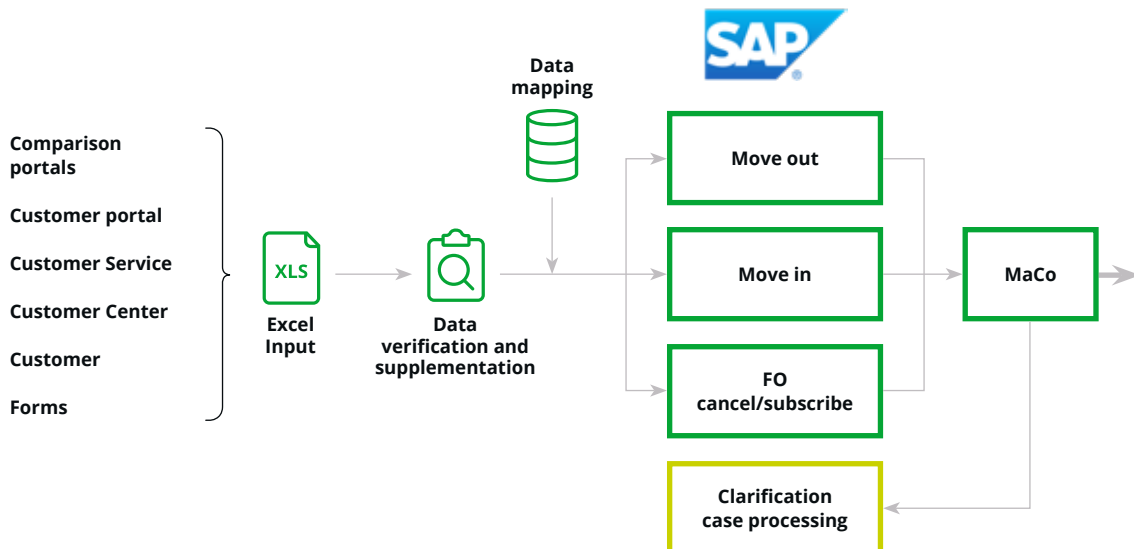 Comparison
portals
Customer portal
Customer Service
Customer Center
Customer
Forms
XLS
Excel
Input
Data
verification and
supplementation
Data
mapping
SAP
®
Move out
Move in
FO
cancel/subscribe
MaCo
Clarification
case processing